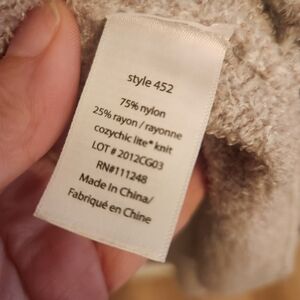 style 452
75% nylon
25% rayon / rayonne
cozychic lite® knit
LOT # 2012CG03
RN#111248
Made In China/
Fabriqué en Chine